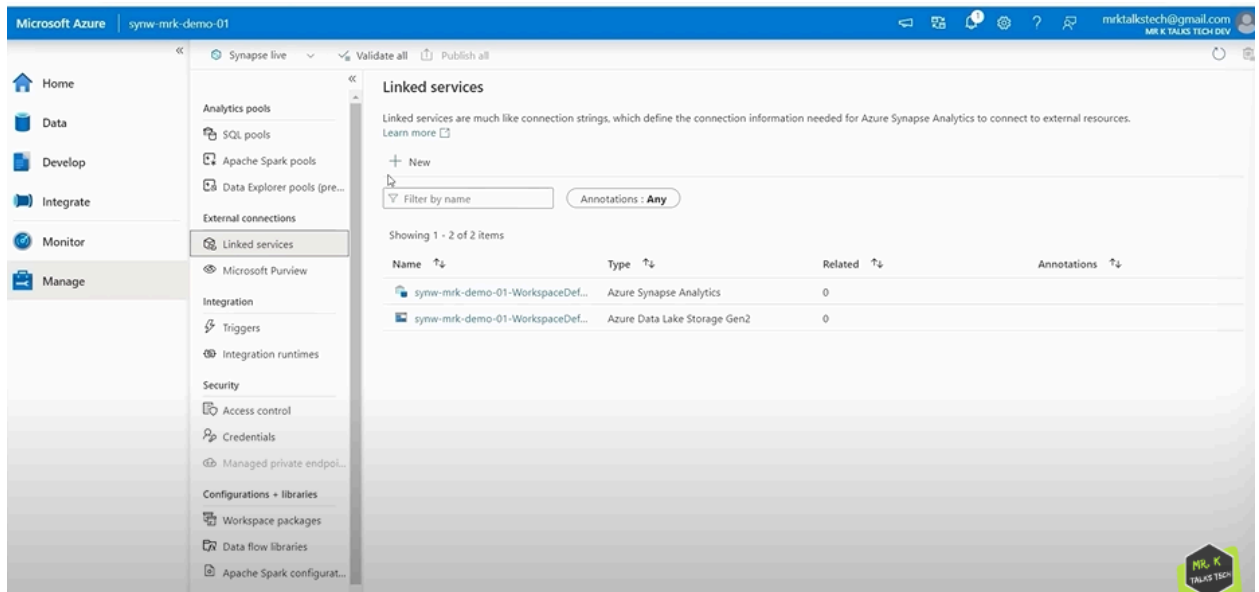 Microsoft Azure synw-mrk-demo-01
1
mrktalkstech@gmail.com
MR K TALKS TECH DEV
Synapse live Validate all Publish all
Home
Data
Develop
Integrate
Monitor
Manage
Analytics pools
SQL pools
Apache Spark pools
Data Explorer pools (pre...
External connections
Linked services
Microsoft Purview
Integration
Triggers
Integration runtimes
Security
Access control
Credentials
Managed private endpoi...
Configurations + libraries
Workspace packages
Data flow libraries
Apache Spark configurat...
Linked services
Linked services are much like connection strings, which define the connection information needed for Azure Synapse Analytics to connect to external resources.
Learn more
New
Filter by name Annotations : Any
Showing 1 - 2 of 2 items
Name Type Related Annotations
synw-mrk-demo-01-WorkspaceDef... Azure Synapse Analytics 0
synw-mrk-demo-01-WorkspaceDef... Azure Data Lake Storage Gen2 0
MR. K
TALKS TECH